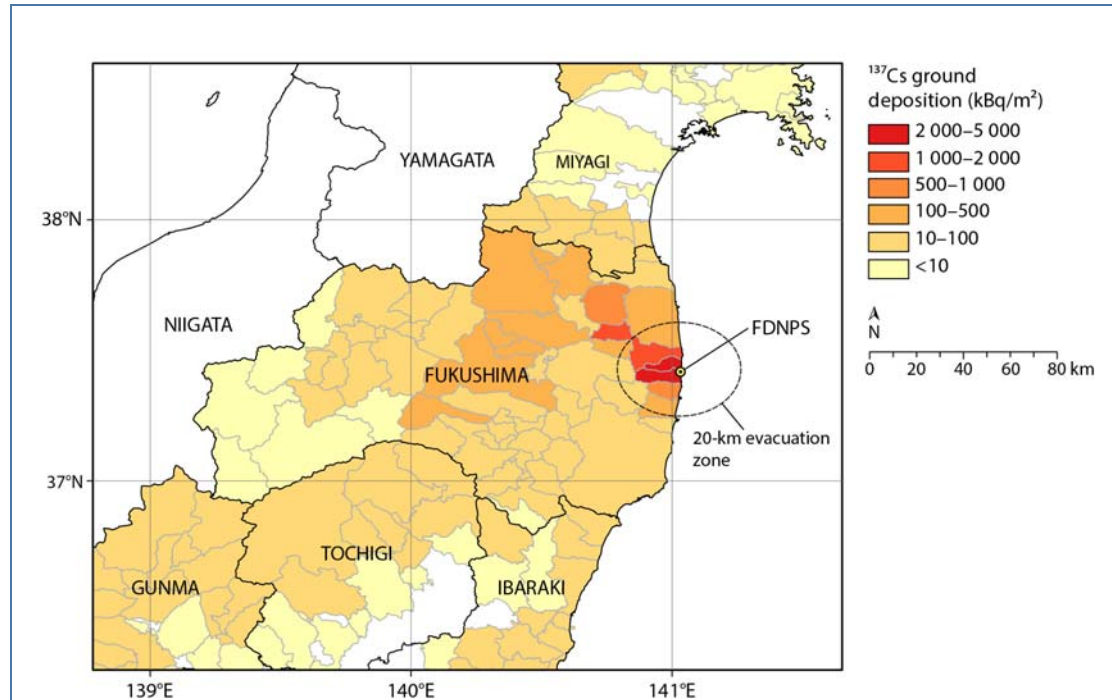 ¹³⁷Cs ground
deposition (kBq/m²)
2 000–5 000
1 000–2 000
500–1 000
100–500
10–100
<10
N
0 20 40 60 80 km
YAMAGATA
MIYAGI
38°N
NIIGATA
FDNPS
FUKUSHIMA
20-km evacuation
zone
37°N
TOCHIGI
GUNMA
IBARAKI
139°E
140°E
141°E